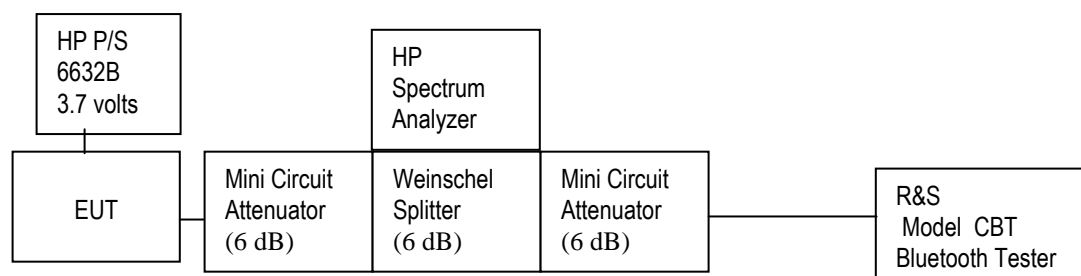 HP P/S
6632B
3.7 volts
HP
Spectrum
Analyzer
EUT
Mini Circuit
Attenuator
(6 dB)
Weinschel
Splitter
(6 dB)
Mini Circuit
Attenuator
(6 dB)
R&S
Model CBT
Bluetooth Tester